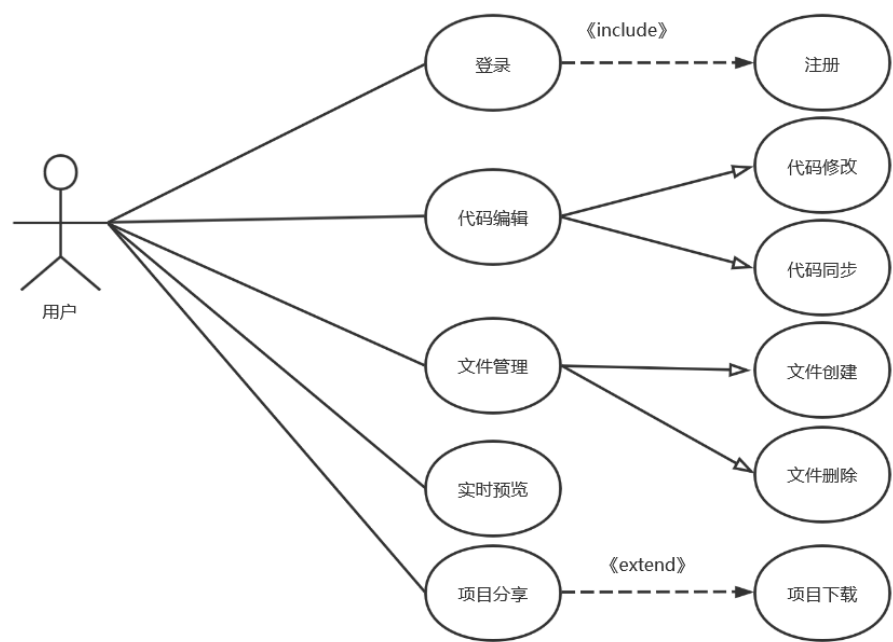 《include》
登录
注册
代码修改
代码编辑
代码同步
用户
文件管理
文件创建
文件删除
实时预览
《extend》
项目分享
项目下载